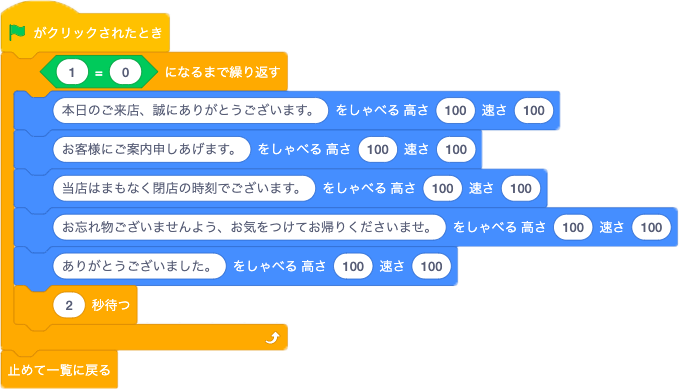 がクリックされたとき
1 = 0 になるまで繰り返す
本日のご来店、誠にありがとうございます。 をしゃべる 高さ 100 速さ 100
お客様にご案内申しあげます。 をしゃべる 高さ 100 速さ 100
当店はまもなく閉店の時刻でございます。 をしゃべる 高さ 100 速さ 100
お忘れ物ございませんよう、お気をつけてお帰りくださいませ。 をしゃべる 高さ 100 速さ 100
ありがとうございました。 をしゃべる 高さ 100 速さ 100
2 秒待つ
止めて一覧に戻る